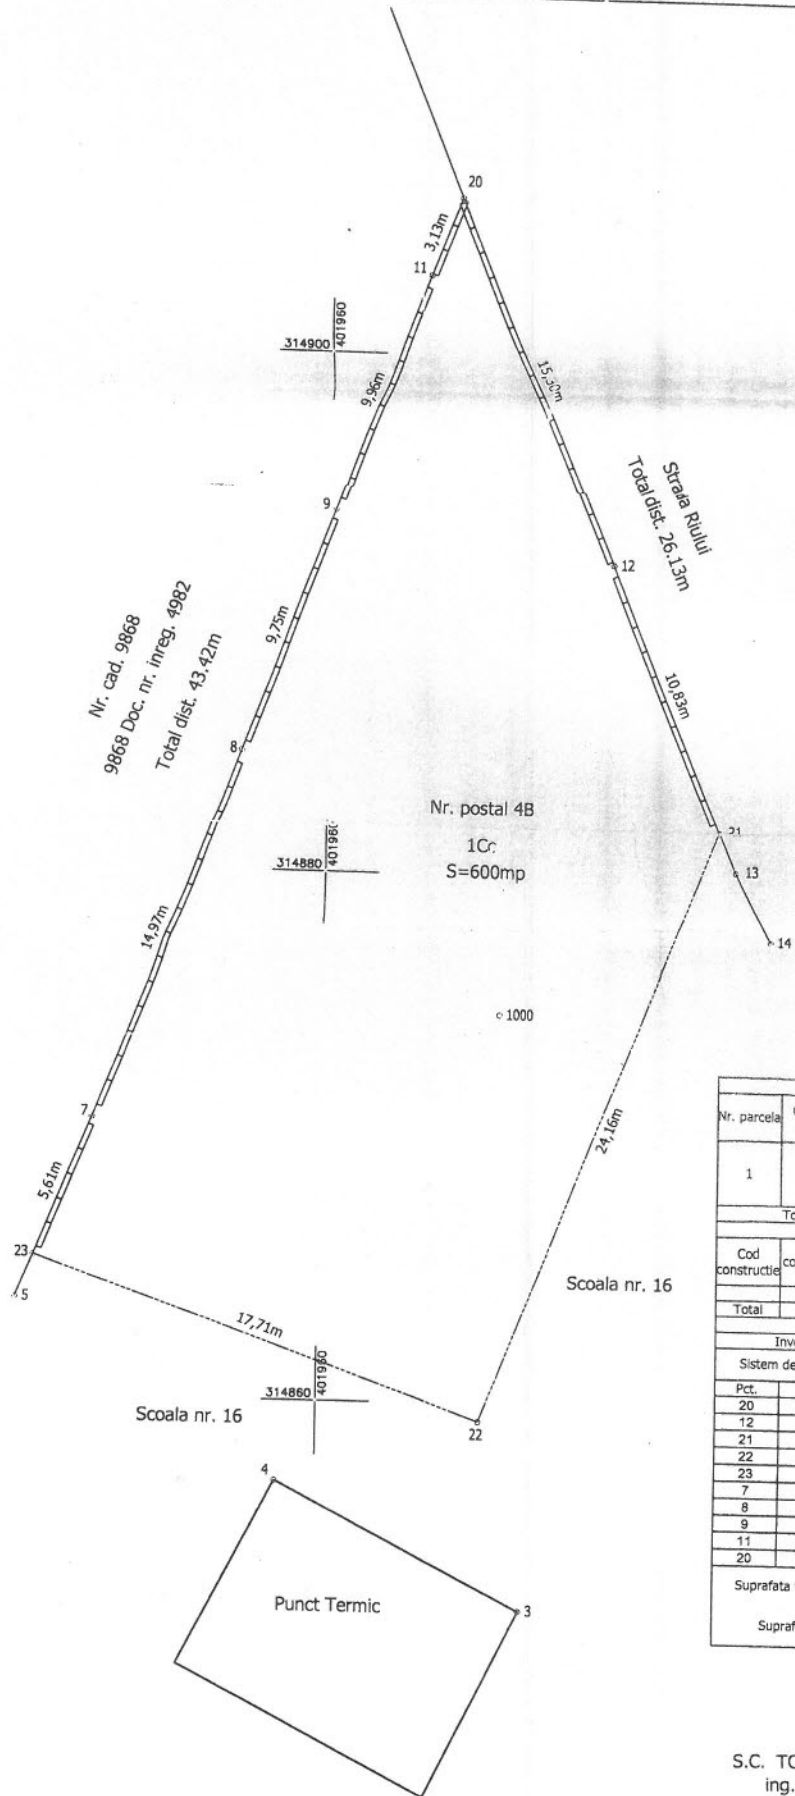 20
3,13m
11
314900
401960
9,96m
15,30m
Strada Riului
Total dist. 26.13m
9
12
9,75m
Nr. cad. 9868
9868 Doc. nr. inreg. 4982
Total dist. 43.42m
10,83m
8
Nr. postal 4B
21
1Cc
S=600mp
314880
13
14,97m
14
1000
7
24,16m
5,61m
23
5
Scoala nr. 16
17,71m
314860
401960
Scoala nr. 16
22
4
Punct Termic
3
Nr. parcela
1
Cod
constructie
Total
Sistem de
Pct.
20
12
21
22
23
7
8
9
11
20
Suprafata
S.C.
ing.